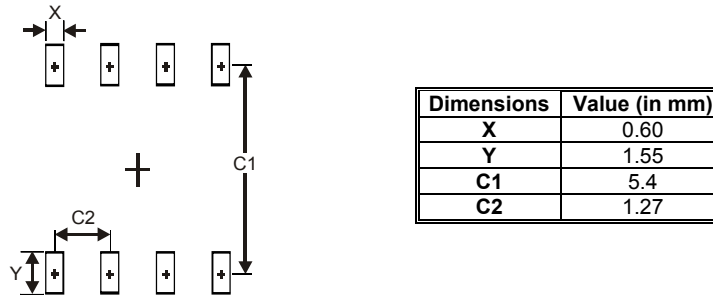 X
C1
C2
Y
Dimensions Value (in mm)
X 0.60
Y 1.55
C1 5.4
C2 1.27